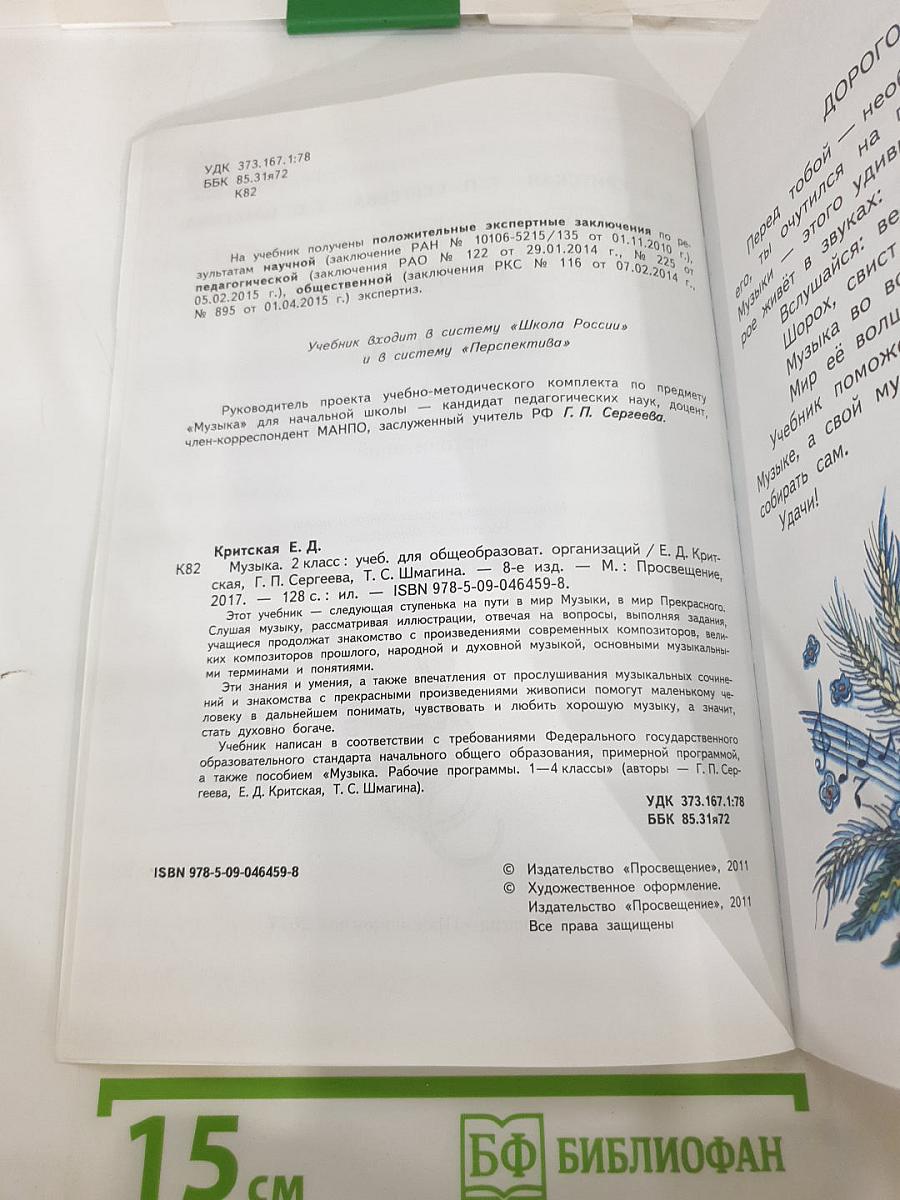 УДК 373.167.1:78
ББК 85.31я72
К82
На учебник получены положительные экспертные заключения по ре-
зультатам научной (заключение РАН № 10106-5215/135 от 01.11.2010 г.),
педагогической (заключения РАО № 122 от 29.01.2014 г., № 225 от
05.02.2015 г.), общественной (заключения РКС № 116 от 07.02.2014 г.,
№ 895 от 01.04.2015 г.) экспертиз.
Учебник входит в систему «Школа России»
и в систему «Перспектива»
Руководитель проекта учебно-методического комплекта по предмету
«Музыка» для начальной школы — кандидат педагогических наук, доцент,
член-корреспондент МАНПО, заслуженный учитель РФ Г. П. Сергеева.
Критская Е. Д.
К82 Музыка. 2 класс : учеб. для общеобразоват. организаций / Е. Д. Крит-
ская, Г. П. Сергеева, Т. С. Шмагина. — 8-е изд. — М. : Просвещение,
2017. — 128 с. : ил. — ISBN 978-5-09-046459-8.
Этот учебник — следующая ступенька на пути в мир Музыки, в мир Прекрасного.
Слушая музыку, рассматривая иллюстрации, отвечая на вопросы, выполняя задания,
учащиеся продолжат знакомство с произведениями современных композиторов, вели-
ких композиторов прошлого, народной и духовной музыкой, основными музыкальны-
ми терминами и понятиями.
Эти знания и умения, а также впечатления от прослушивания музыкальных сочине-
ний и знакомства с прекрасными произведениями живописи помогут маленькому че-
ловеку в дальнейшем понимать, чувствовать и любить хорошую музыку, а значит,
стать духовно богаче.
Учебник написан в соответствии с требованиями Федерального государственного
образовательного стандарта начального общего образования, примерной программой,
а также пособием «Музыка. Рабочие программы. 1—4 классы» (авторы — Г. П. Сер-
геева, Е. Д. Критская, Т. С. Шмагина).
УДК 373.167.1:78
ББК 85.31я72
ISBN 978-5-09-046459-8
© Издательство «Просвещение», 2011
© Художественное оформление.
Издательство «Просвещение», 2011
Все права защищены
ДОРОГО
Перед тобой — необ
его, ты очутился на п
Музыки — этого удиви
рое живёт в звуках:
Вслушайся: ве
Шорох, свист
Музыка во вс
Мир её волш
Учебник поможе
Музыке, а свой му
собирать сам.
Удачи!
15 см
БФ БИБЛИОФАН